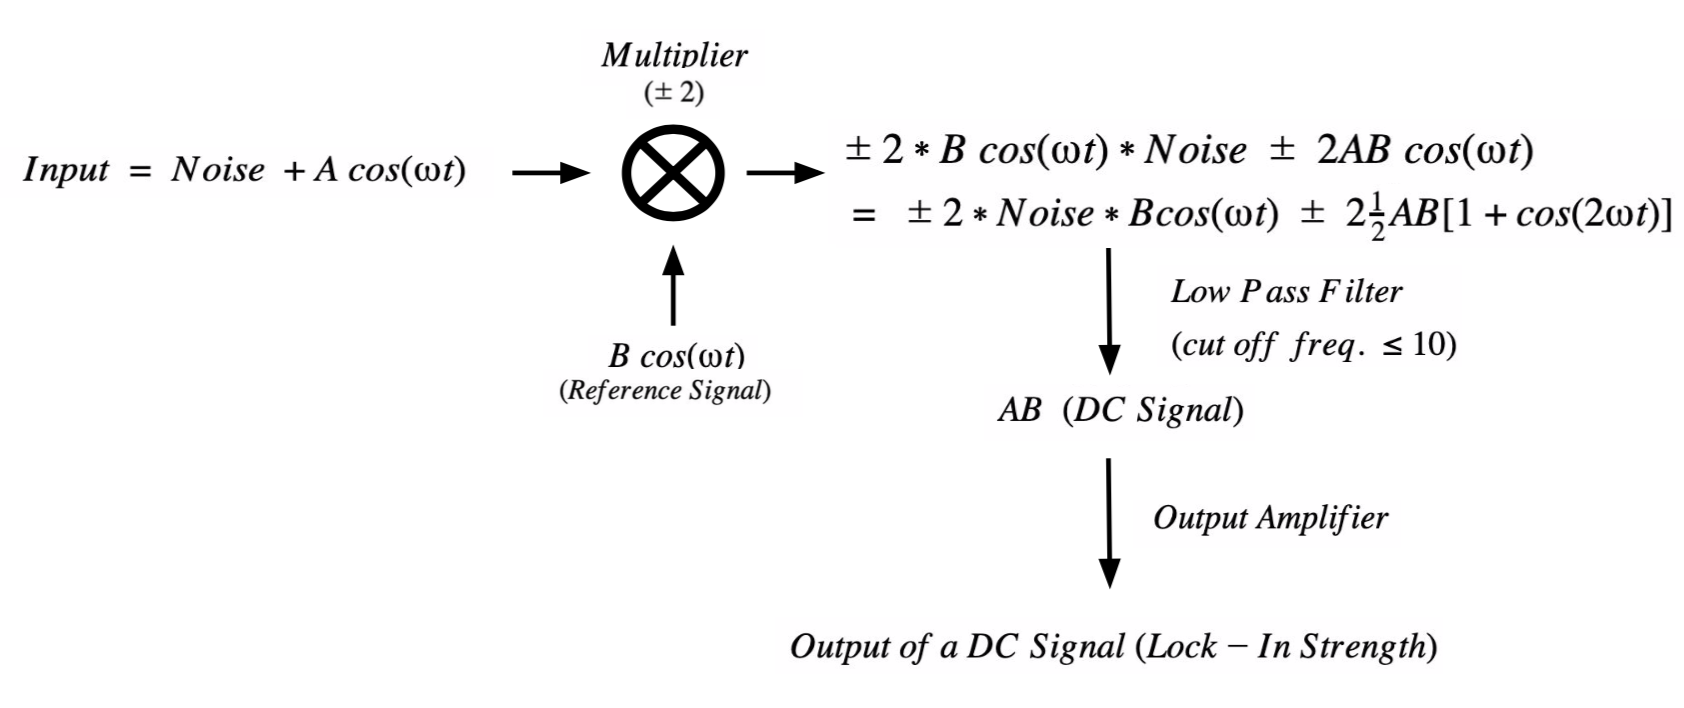 Multiplier
(± 2)
Input = Noise + A cos(ωt)
± 2 * B cos(ωt) * Noise ± 2AB cos(ωt)
= ± 2 * Noise * Bcos(ωt) ± 2½AB[1 + cos(2ωt)]
B cos(ωt)
(Reference Signal)
Low Pass Filter
(cut off freq. ≤ 10)
AB (DC Signal)
Output Amplifier
Output of a DC Signal (Lock − In Strength)